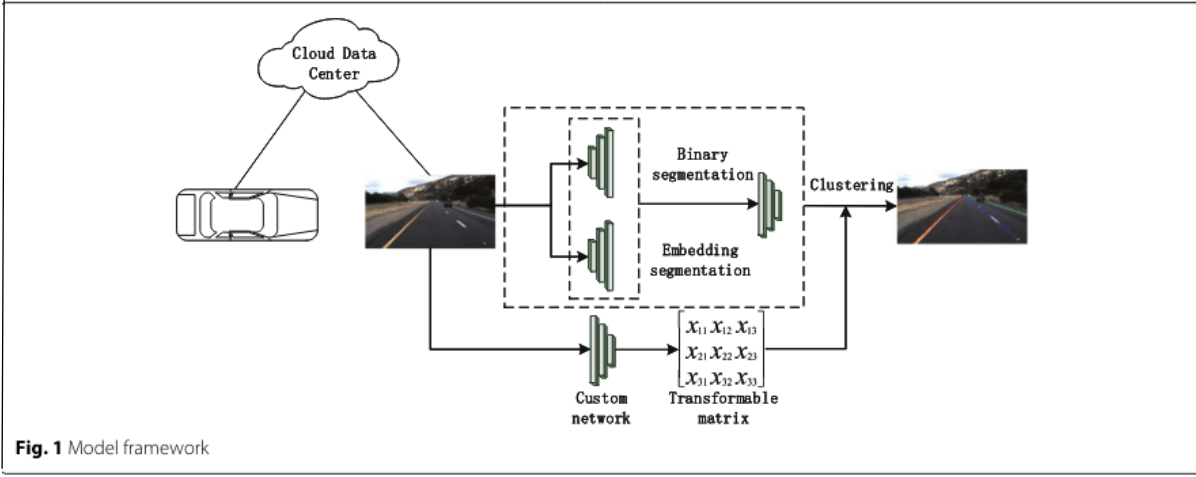 Cloud Data
Center
Binary
segmentation
Clustering
Embedding
segmentation
x₁₁ x₁₂ x₁₃
x₂₁ x₂₂ x₂₃
x₃₁ x₃₂ x₃₃
Custom
network
Transformable
matrix
Fig. 1 Model framework